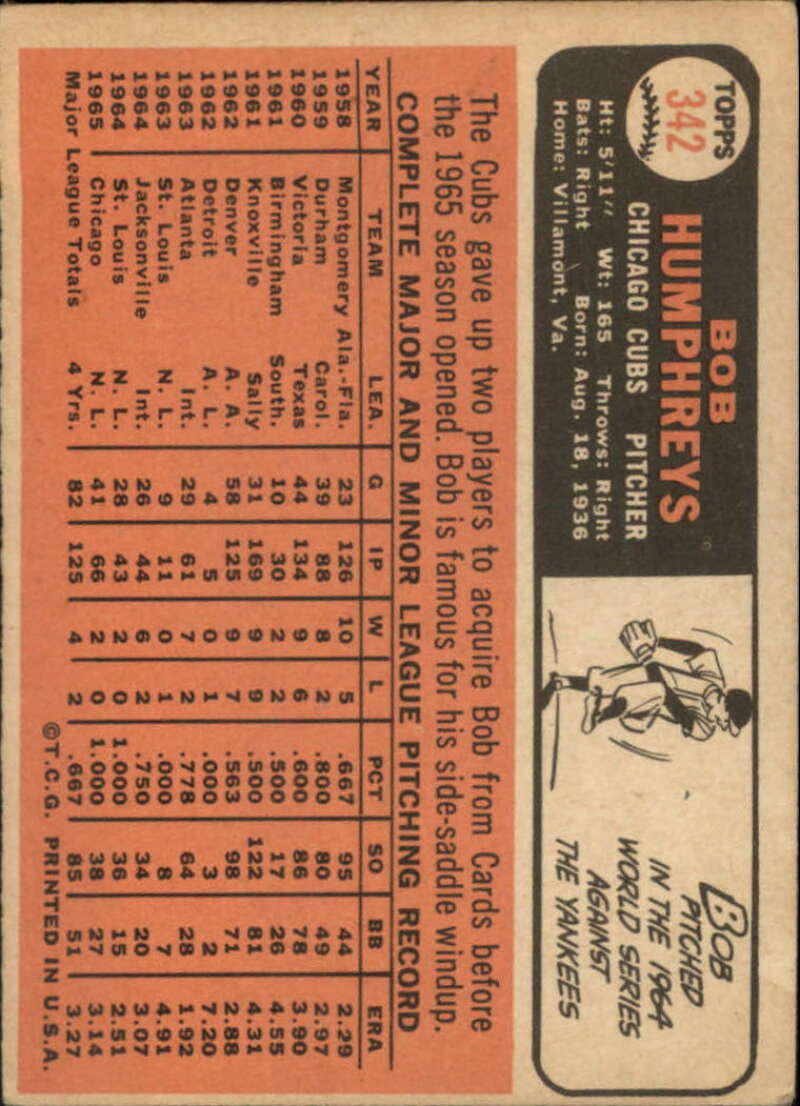 TOPPS
342
BOB
HUMPHREYS
CHICAGO CUBS PITCHER
Ht: 5'11" Wt: 165 Throws: Right
Bats: Right Born: Aug. 18, 1936
Home: Villamont, Va.
BOB
PITCHED
IN THE 1964
WORLD SERIES
AGAINST
THE YANKEES
The Cubs gave up two players to acquire Bob from Cards before
the 1965 season opened. Bob is famous for his side-saddle windup.
COMPLETE MAJOR AND MINOR LEAGUE PITCHING RECORD
YEAR TEAM LEA. G IP W L PCT SO BB ERA
1958 Montgomery Ala.-Fla. 23 126 10 5 .667 95 44 2.29
1959 Durham Carol. 39 88 8 2 .800 80 49 2.97
1960 Victoria Texas 44 134 9 6 .600 86 78 3.90
1961 Birmingham South. 10 30 2 2 .500 17 26 4.55
1961 Knoxville Sally 31 169 9 9 .500 122 81 4.31
1962 Denver A. A. 58 125 9 7 .563 98 71 2.88
1962 Detroit A. L. 4 5 0 1 .000 3 2 7.20
1963 Atlanta Int. 29 61 7 2 .778 64 28 1.92
1963 St. Louis N. L. 9 11 0 1 .000 8 7 4.91
1964 Jacksonville Int. 26 44 6 2 .750 34 20 3.07
1964 St. Louis N. L. 28 43 2 0 1.000 36 15 2.51
1965 Chicago N. L. 41 66 2 0 1.000 38 27 3.14
Major League Totals 4 Yrs. 82 125 4 2 .667 85 51 3.27
©T.C.G. PRINTED IN U.S.A.